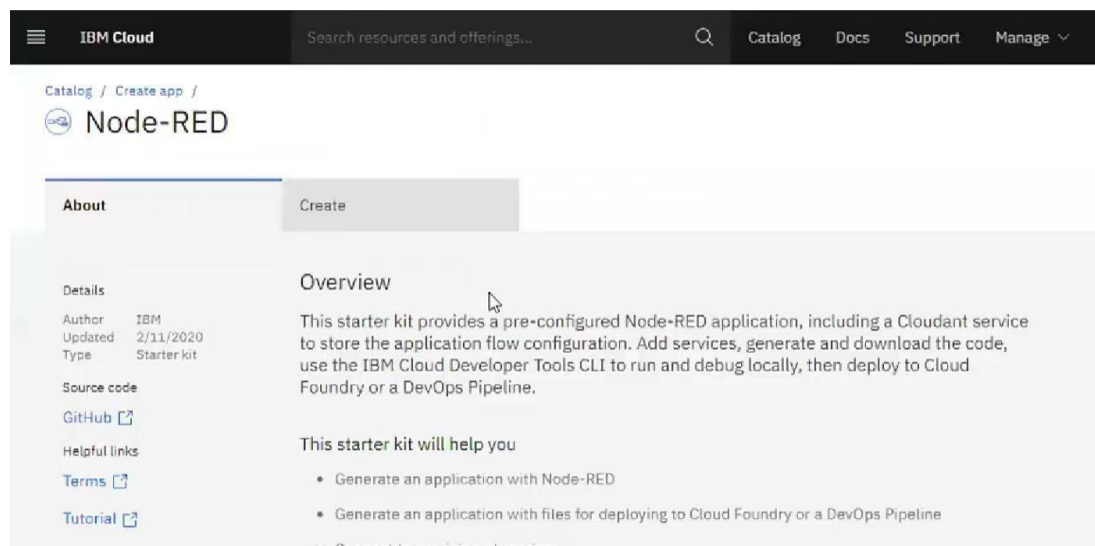 IBM Cloud
Search resources and offerings...
Catalog Docs Support Manage
Catalog / Create app /
Node-RED
About
Create
Details
Author IBM
Updated 2/11/2020
Type Starter kit
Source code
GitHub
Helpful links
Terms
Tutorial
Overview
This starter kit provides a pre-configured Node-RED application, including a Cloudant service
to store the application flow configuration. Add services, generate and download the code,
use the IBM Cloud Developer Tools CLI to run and debug locally, then deploy to Cloud
Foundry or a DevOps Pipeline.
This starter kit will help you
• Generate an application with Node-RED
• Generate an application with files for deploying to Cloud Foundry or a DevOps Pipeline